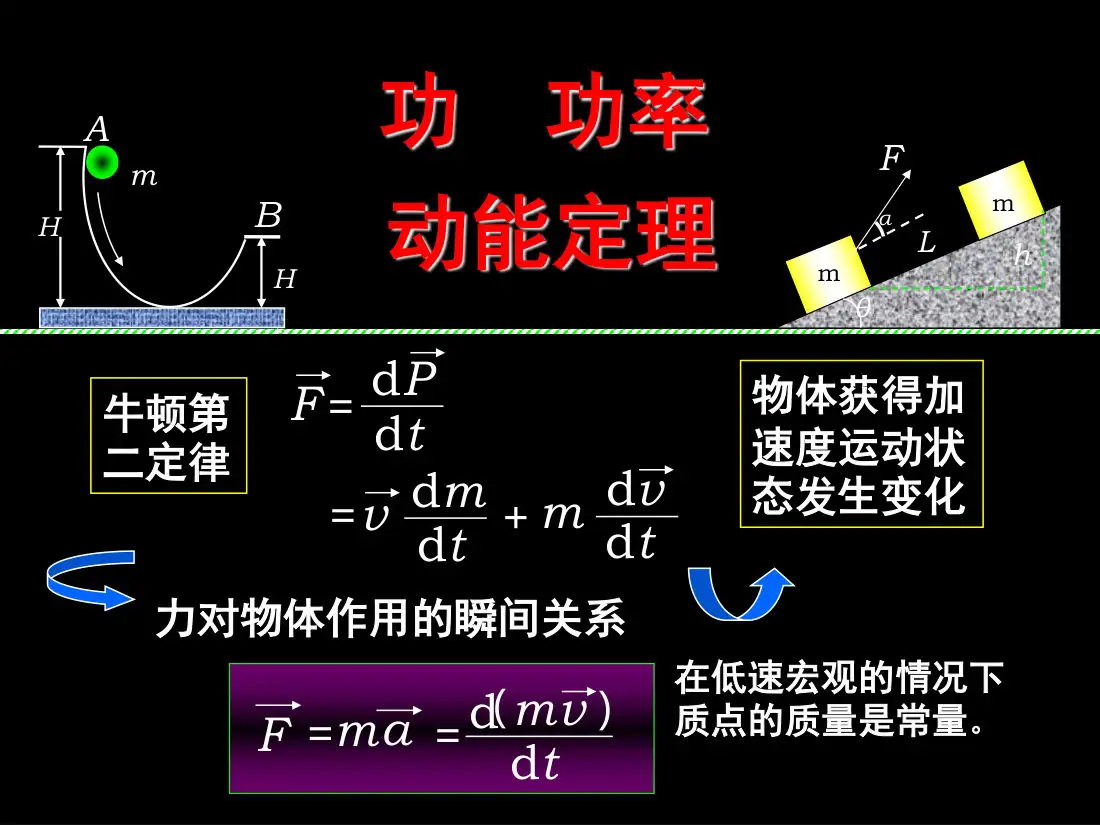 功 功率
动能定理
A
m
H
B
H
F
α
L
m
m
h
θ
牛顿第
二定律
F = dP/dt
= v dm/dt + m dv/dt
物体获得加
速度运动状
态发生变化
力对物体作用的瞬间关系
F = ma = d(mv)/dt
在低速宏观的情况下
质点的质量是常量。